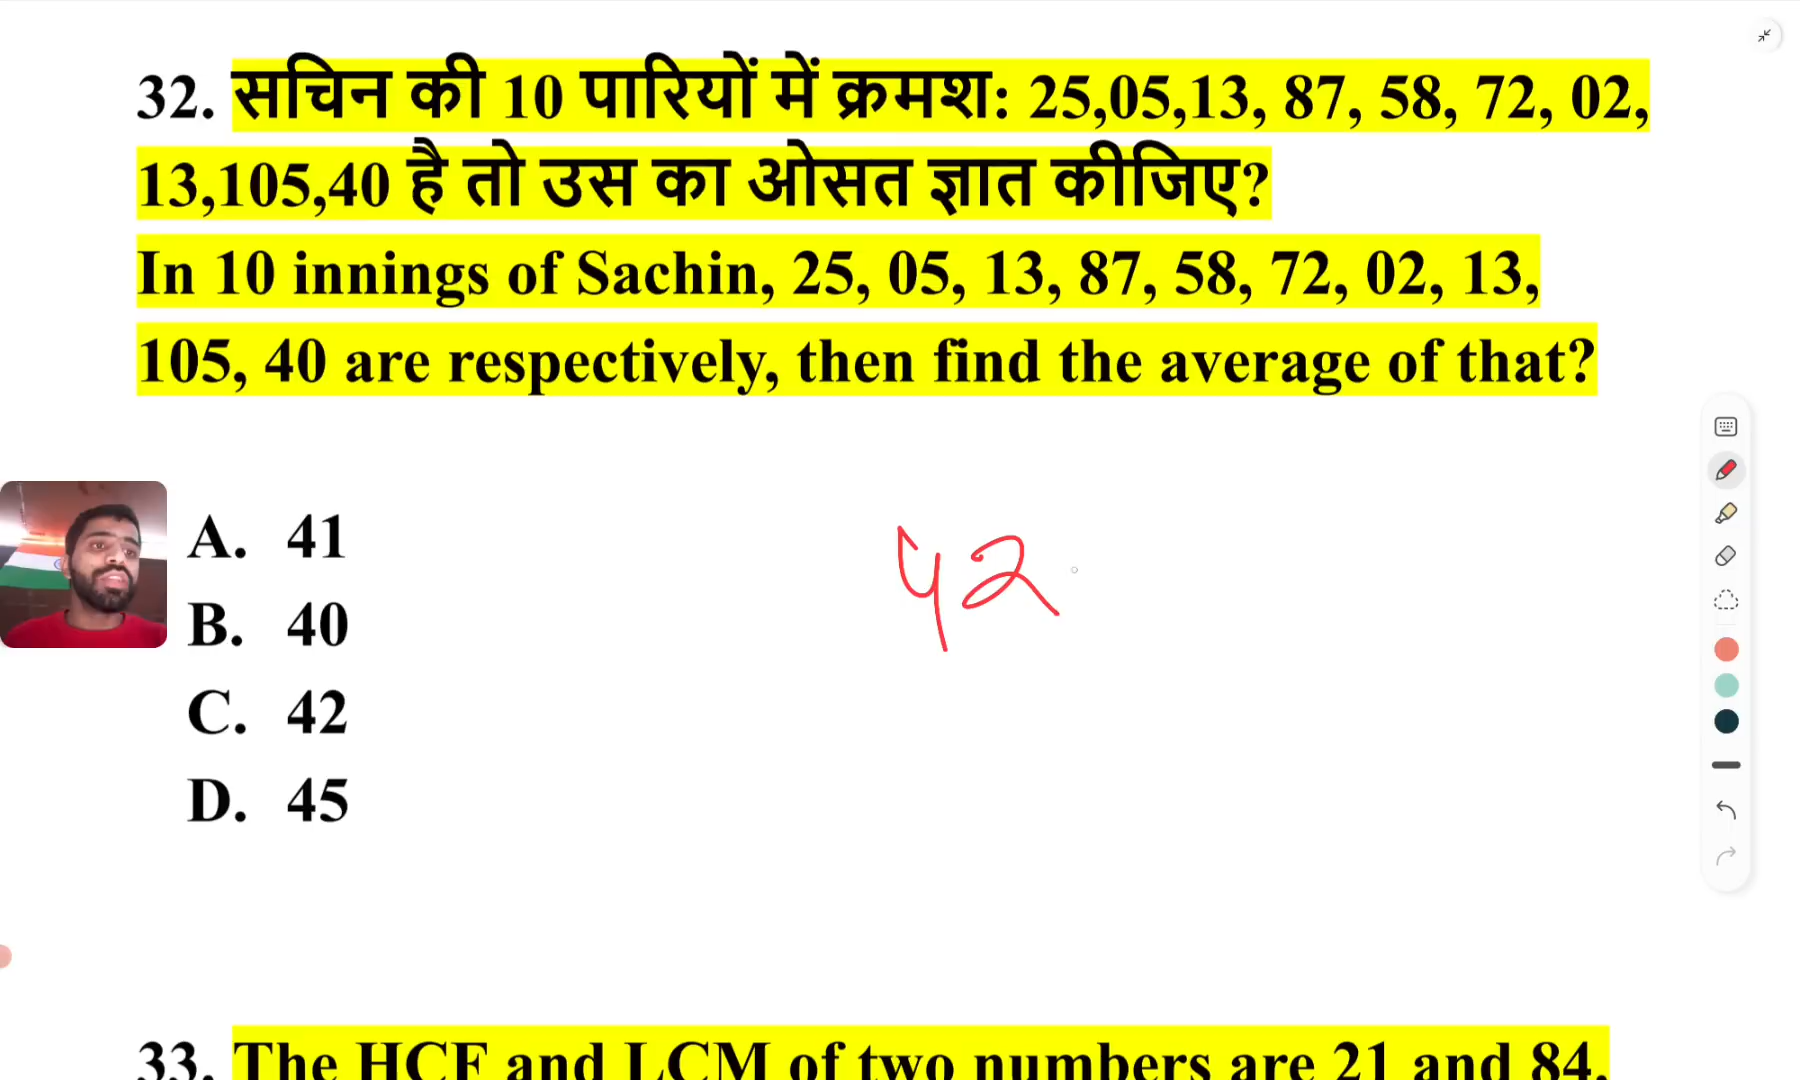 32. सचिन की 10 पारियों में क्रमश: 25,05,13, 87, 58, 72, 02,
13,105,40 है तो उस का ओसत ज्ञात कीजिए?
In 10 innings of Sachin, 25, 05, 13, 87, 58, 72, 02, 13,
105, 40 are respectively, then find the average of that?
A. 41
B. 40
C. 42
D. 45
42
33. The HCF and LCM of two numbers are 21 and 84.